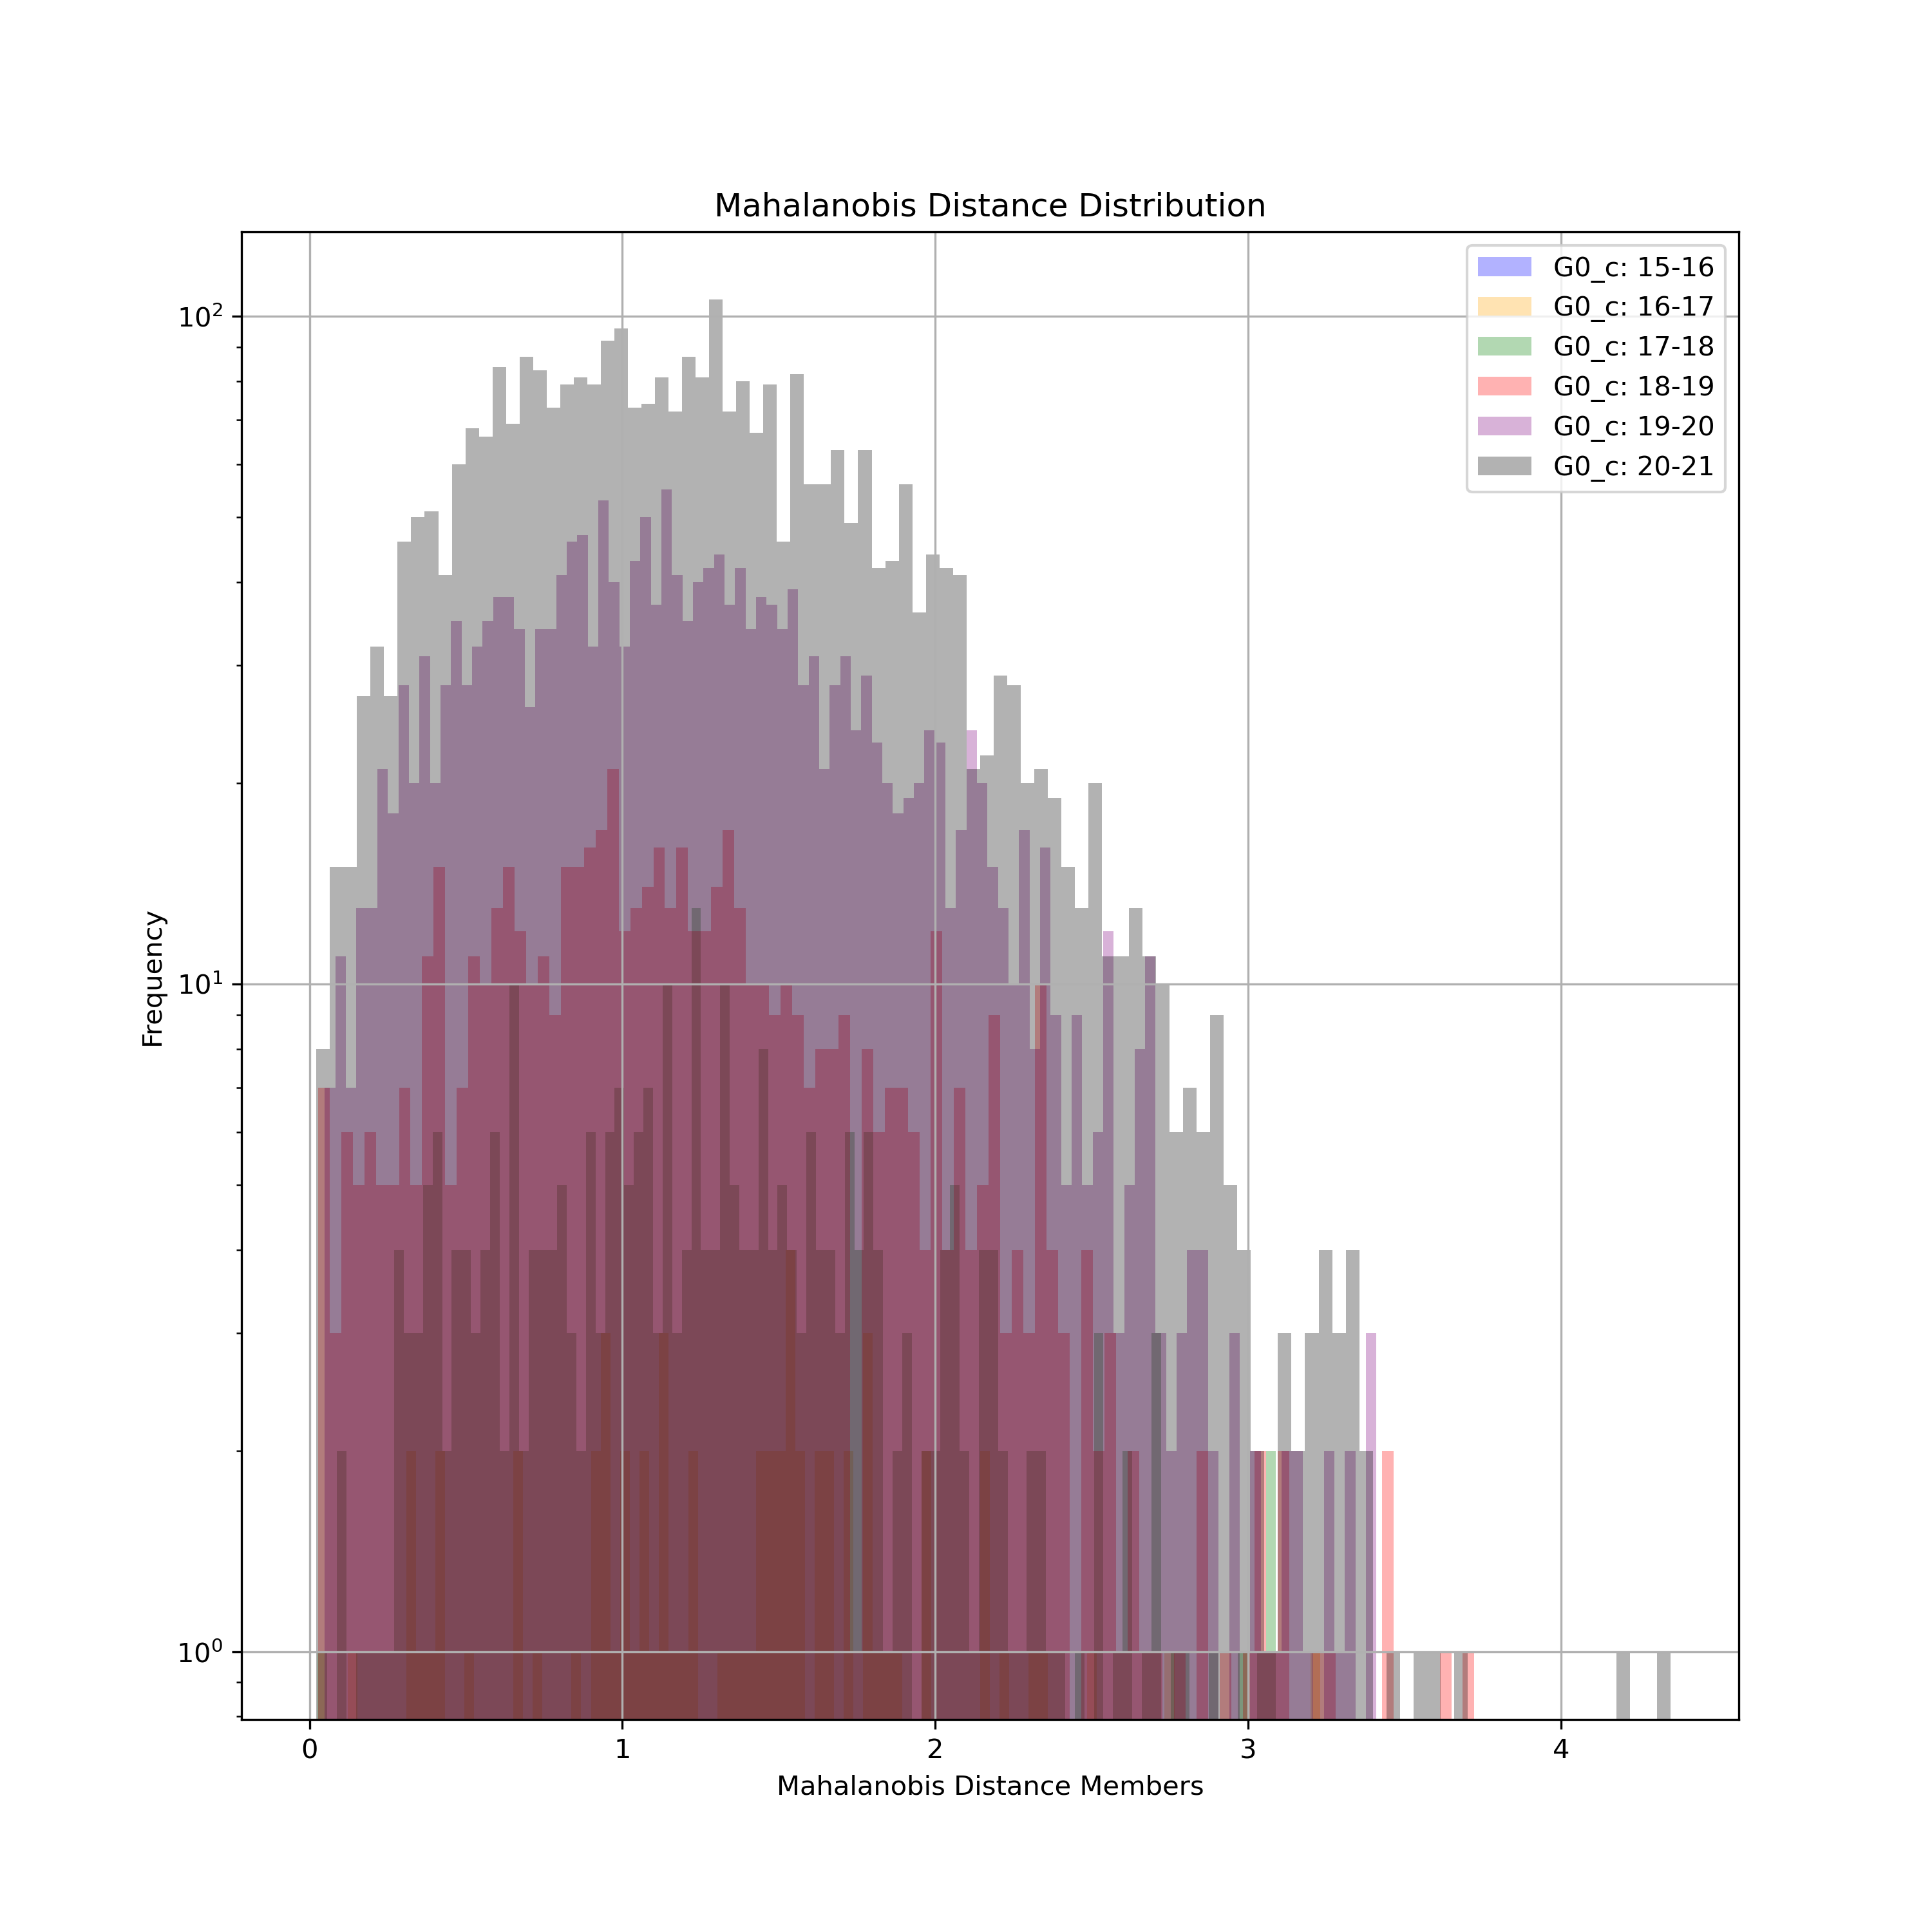 Mahalanobis Distance Distribution
G0_c: 15-16
G0_c: 16-17
G0_c: 17-18
G0_c: 18-19
G0_c: 19-20
G0_c: 20-21
10²
10¹
10⁰
Frequency
0 1 2 3 4
Mahalanobis Distance Members